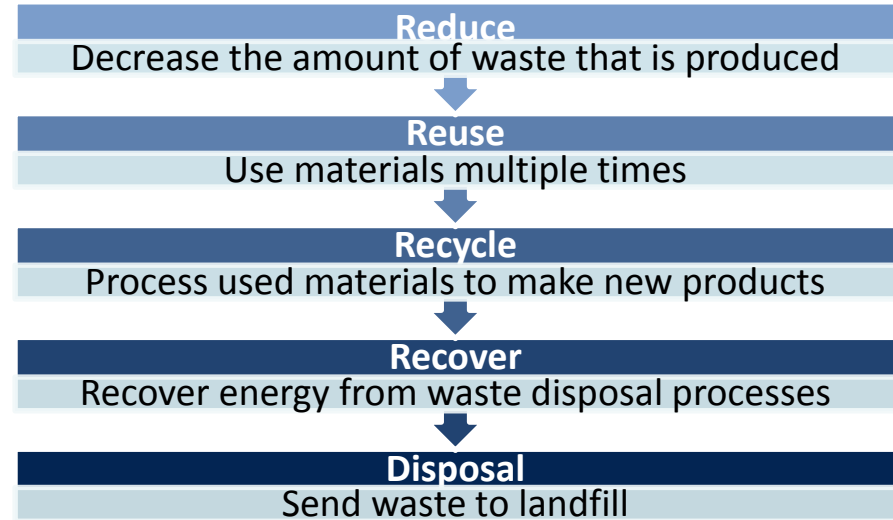 Reduce
Decrease the amount of waste that is produced
Reuse
Use materials multiple times
Recycle
Process used materials to make new products
Recover
Recover energy from waste disposal processes
Disposal
Send waste to landfill